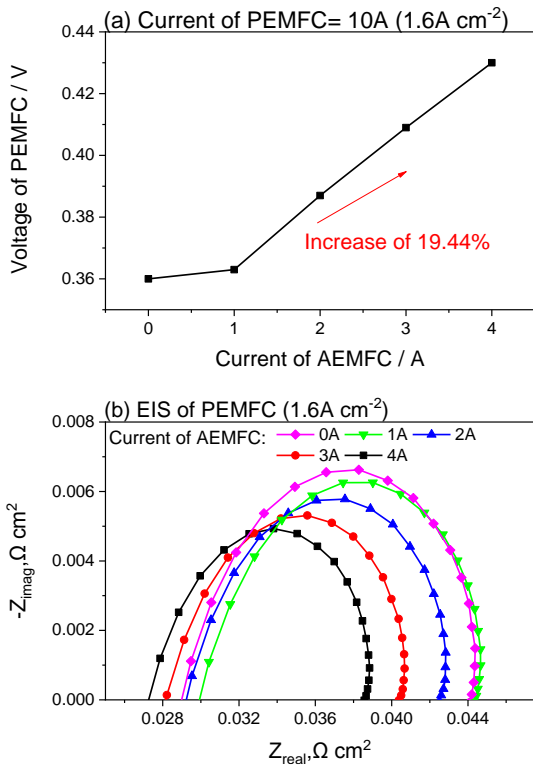 (a) Current of PEMFC= 10A (1.6A cm⁻²)
0.44
0.42
0.40
0.38
0.36
Voltage of PEMFC / V
Increase of 19.44%
0 1 2 3 4
Current of AEMFC / A
(b) EIS of PEMFC (1.6A cm⁻²)
Current of AEMFC: 0A 1A 2A
3A 4A
0.008
0.006
0.004
0.002
0.000
-Z_imag,Ω cm²
0.028 0.032 0.036 0.040 0.044
Z_real,Ω cm²